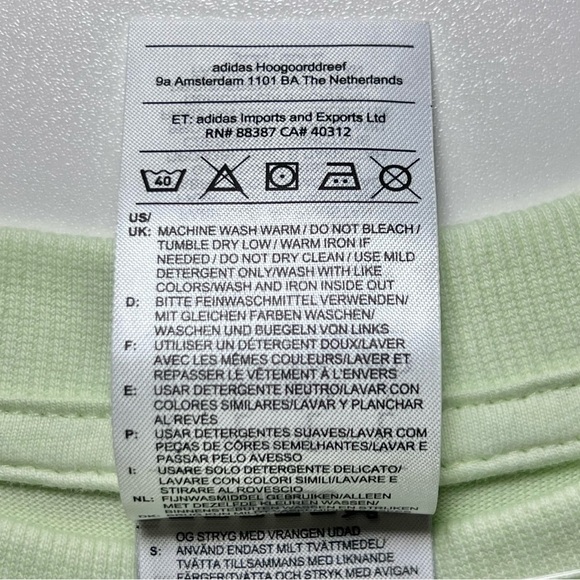 adidas Hoogoorddreef
9a Amsterdam 1101 BA The Netherlands
ET: adidas Imports and Exports Ltd
RN# 88387 CA# 40312
40
US/
UK: MACHINE WASH WARM / DO NOT BLEACH /
TUMBLE DRY LOW / WARM IRON IF
NEEDED / DO NOT DRY CLEAN / USE MILD
DETERGENT ONLY/WASH WITH LIKE
COLORS/WASH AND IRON INSIDE OUT
D: BITTE FEINWASCHMITTEL VERWENDEN/
MIT GLEICHEN FARBEN WASCHEN/
WASCHEN UND BUEGELN VON LINKS
F: UTILISER UN DÉTERGENT DOUX/LAVER
AVEC LES MÊMES COULEURS/LAVER ET
REPASSER LE VÊTEMENT À L'ENVERS
E: USAR DETERGENTE NEUTRO/LAVAR CON
COLORES SIMILARES/LAVAR Y PLANCHAR
AL REVÉS
P: USAR DETERGENTES SUAVES/LAVAR COM
PEÇAS DE CÔRES SEMELHANTES/LAVAR E
PASSAR PELO AVESSO
I: USARE SOLO DETERGENTE DELICATO/
LAVARE CON COLORI SIMILI/LAVARE E
STIRARE AL ROVESCIO
NL: FIJNWASMIDDEL GEBRUIKEN/ALLEEN
MET DEZELFDE KLEUREN WASSEN/
OG STRYG MED VRANGEN UDAD
S: ANVÄND ENDAST MILT TVÄTTMEDEL/
TVÄTTAS MED LIKNANDE
FÄRGER/TVÄTTA OCH STRYK MED AVIGAN